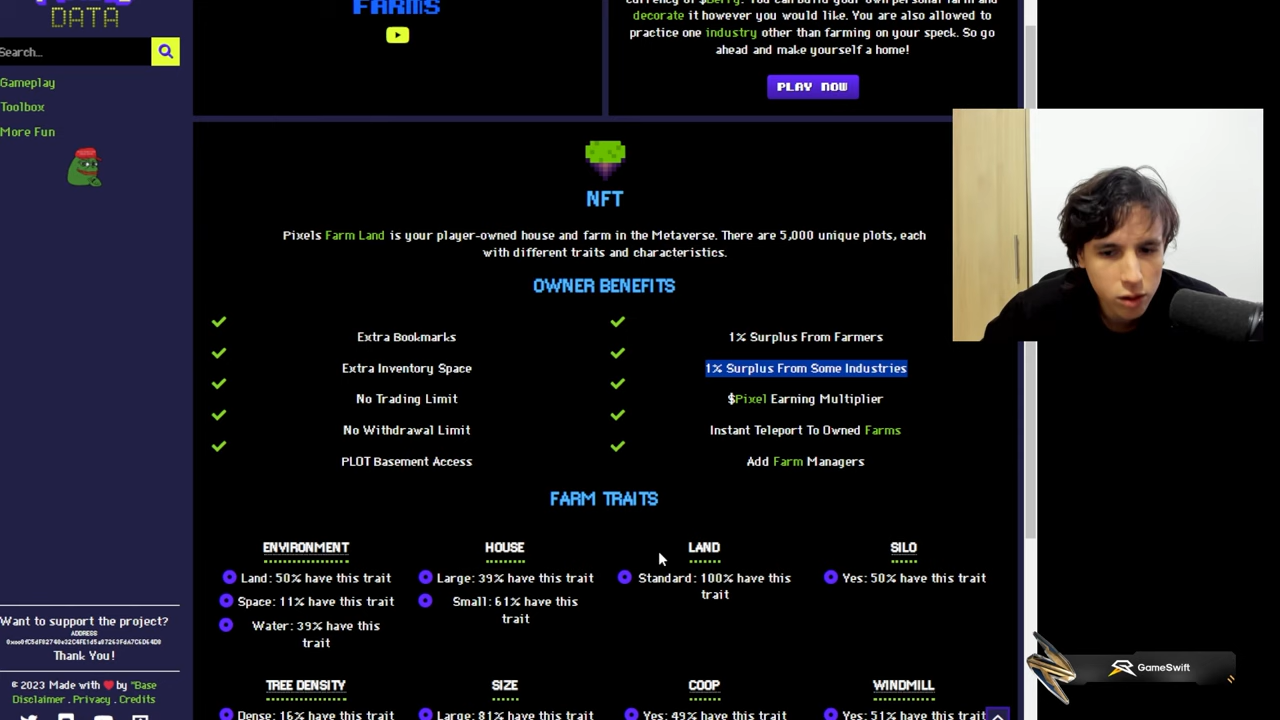 DATA
Search...
Gameplay
Toolbox
More Fun
FARMS
decorate it however you would like. You are also allowed to
practice one industry other than farming on your speck. So go
ahead and make yourself a home!
PLAY NOW
NFT
Pixels Farm Land is your player-owned house and farm in the Metaverse. There are 5,000 unique plots, each
with different traits and characteristics.
OWNER BENEFITS
Extra Bookmarks
1% Surplus From Farmers
Extra Inventory Space
1% Surplus From Some Industries
No Trading Limit
$Pixel Earning Multiplier
No Withdrawal Limit
Instant Teleport To Owned Farms
PLOT Basement Access
Add Farm Managers
FARM TRAITS
ENVIRONMENT
Land: 50% have this trait
Space: 11% have this trait
Water: 39% have this
trait
HOUSE
Large: 39% have this trait
Small: 61% have this
trait
LAND
Standard: 100% have this
trait
SILO
Yes: 50% have this trait
TREE DENSITY
Dense: 16% have this trait
SIZE
Large: 81% have this trait
COOP
Yes: 49% have this trait
WINDMILL
Yes: 51% have this trait
Want to support the project?
ADDRESS
Thank You!
© 2023 Made with ❤ by "Base
Disclaimer . Privacy . Credits
GameSwift